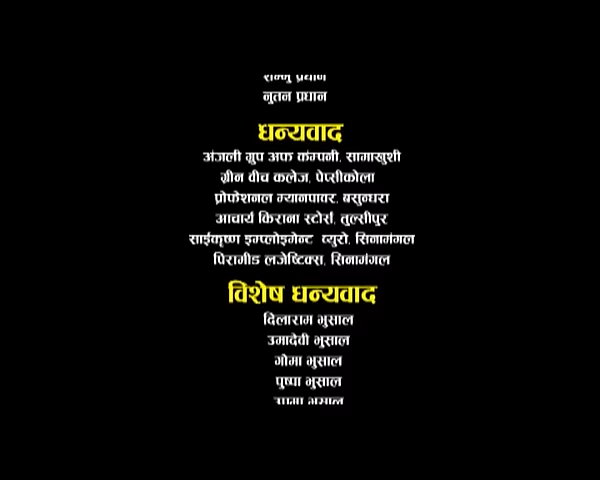 प्रधान
नुतन प्रधान
धन्यवाद
अंजली ग्रुप अफ कंम्पनी, सामाखुशी
ग्रीन वीच कलेज, पेप्सीकोला
प्रोफेशनल म्यानपावर, बसुन्धरा
आचार्य किराना स्टोर्स, तुल्सीपुर
साईकृष्ण इम्प्लोइमेन्ट ब्युरो, सिनामंगल
पिरामीड लजेष्टिक्स, सिनामंगल
विशेष धन्यवाद
दिलाराम भुसाल
उमादेवी भुसाल
गोमा भुसाल
पुष्पा भुसाल
भुसाल